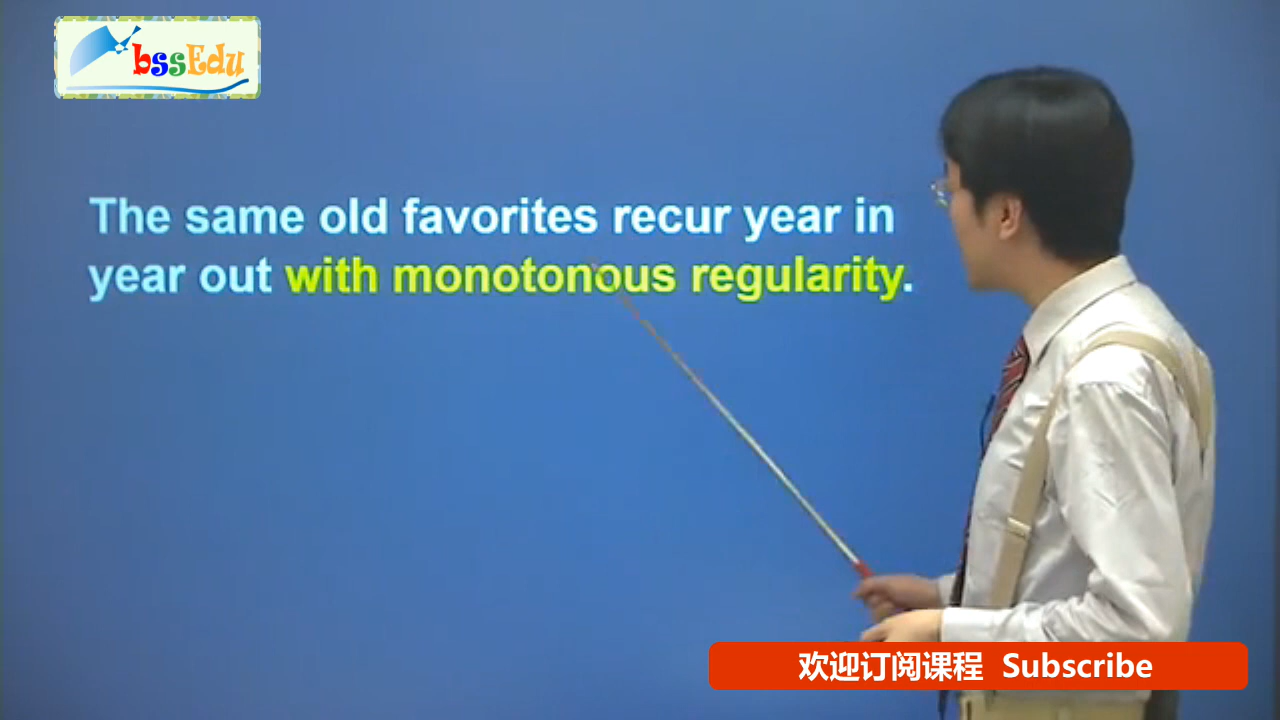 bssEdu
The same old favorites recur year in
year out with monotonous regularity.
欢迎订阅课程 Subscribe